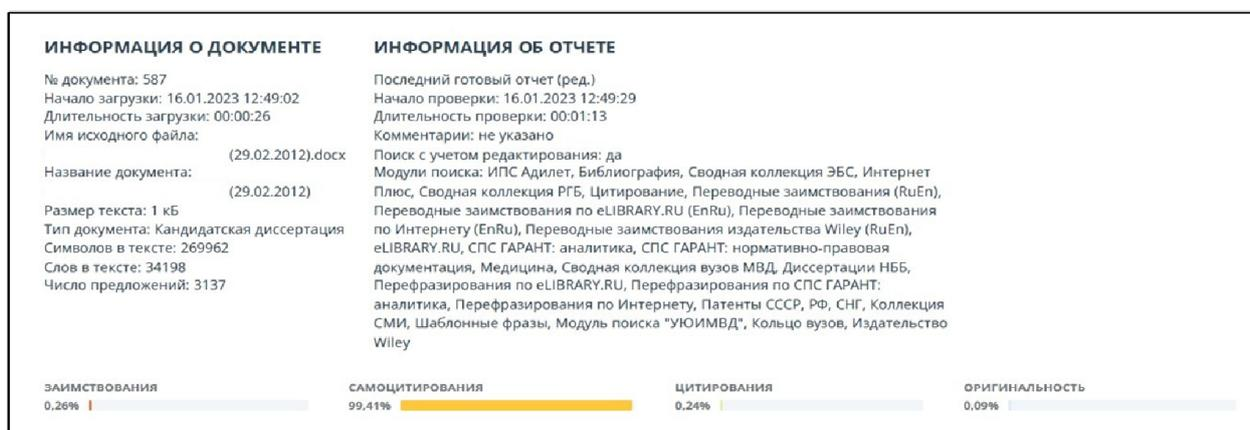 ИНФОРМАЦИЯ О ДОКУМЕНТЕ
№ документа: 587
Начало загрузки: 16.01.2023 12:49:02
Длительность загрузки: 00:00:26
Имя исходного файла:
(29.02.2012).docx
Название документа:
(29.02.2012)
Размер текста: 1 кБ
Тип документа: Кандидатская диссертация
Символов в тексте: 269962
Слов в тексте: 34198
Число предложений: 3137
ИНФОРМАЦИЯ ОБ ОТЧЕТЕ
Последний готовый отчет (ред.)
Начало проверки: 16.01.2023 12:49:29
Длительность проверки: 00:01:13
Комментарии: не указано
Поиск с учетом редактирования: да
Модули поиска: ИПС Адилет, Библиография, Сводная коллекция ЭБС, Интернет
Плюс, Сводная коллекция РГБ, Цитирование, Переводные заимствования (RuEn),
Переводные заимствования по eLIBRARY.RU (EnRu), Переводные заимствования
по Интернету (EnRu), Переводные заимствования издательства Wiley (RuEn),
eLIBRARY.RU, СПС ГАРАНТ: аналитика, СПС ГАРАНТ: нормативно-правовая
документация, Медицина, Сводная коллекция вузов МВД, Диссертации НББ,
Перефразирования по eLIBRARY.RU, Перефразирования по СПС ГАРАНТ:
аналитика, Перефразирования по Интернету, Патенты СССР, РФ, СНГ, Коллекция
СМИ, Шаблонные фразы, Модуль поиска "УЮИМВД", Кольцо вузов, Издательство
Wiley
ЗАИМСТВОВАНИЯ
0,26%
САМОЦИТИРОВАНИЯ
99,41%
ЦИТИРОВАНИЯ
0,24%
ОРИГИНАЛЬНОСТЬ
0,09%